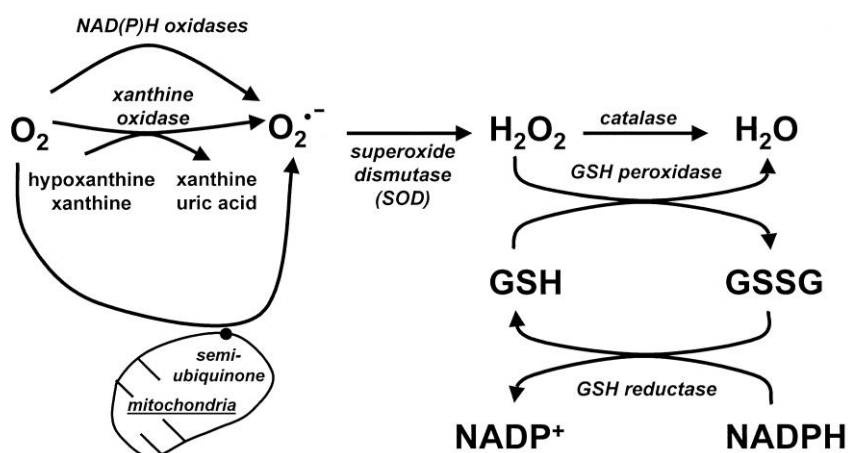 NAD(P)H oxidases
xanthine
oxidase
O₂
O₂•−
hypoxanthine
xanthine
xanthine
uric acid
superoxide
dismutase
(SOD)
H₂O₂
catalase
H₂O
GSH peroxidase
GSH
GSSG
GSH reductase
NADP⁺
NADPH
semi-
ubiquinone
mitochondria